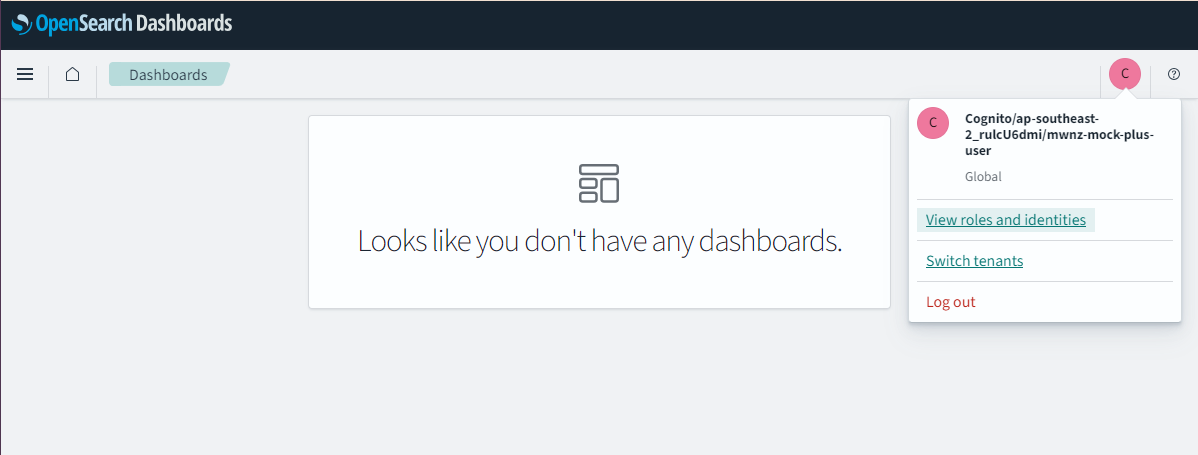 OpenSearch Dashboards
Dashboards
C
C
Cognito/ap-southeast-
2_rulcU6dmi/mwnz-mock-plus-
user
Global
View roles and identities
Switch tenants
Log out
Looks like you don't have any dashboards.